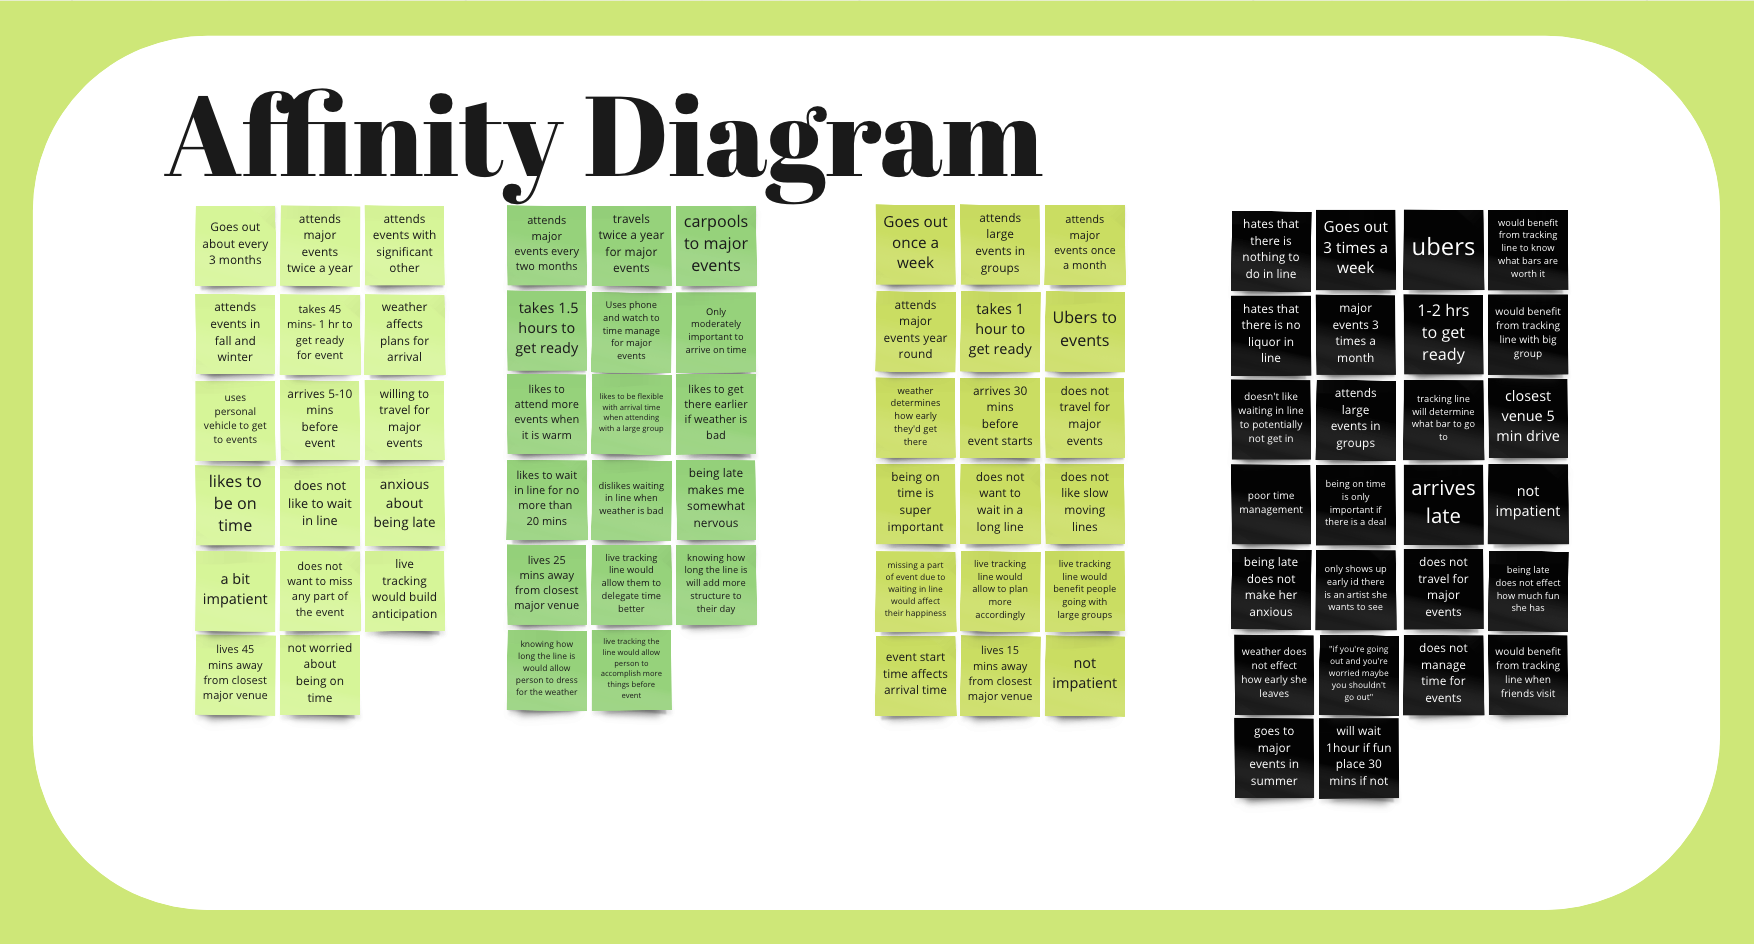 Affinity Diagram
Goes out
about every
3 months
attends
major
events
twice a year
attends
events with
significant
other
attends
events in
fall and
winter
takes 45
mins- 1 hr to
get ready
for event
weather
affects
plans for
arrival
uses
personal
vehicle to get
to events
arrives 5-10
mins
before
event
willing to
travel for
major
events
likes to
be on
time
does not
like to wait
in line
anxious
about
being late
a bit
impatient
does not
want to miss
any part of
the event
live
tracking
would build
anticipation
lives 45
mins away
from closest
major venue
not worried
about
being on
time
attends
major
events every
two months
travels
twice a year
for major
events
carpools
to major
events
takes 1.5
hours to
get ready
Uses phone
and watch to
time manage
for major
events
Only
moderately
important to
arrive on time
likes to
attend more
events when
it is warm
likes to be flexible
with arrival time
when attending
with a large group
likes to get
there earlier
if weather is
bad
likes to wait
in line for no
more than
20 mins
dislikes waiting
in line when
weather is bad
being late
makes me
somewhat
nervous
lives 25
mins away
from closest
major venue
live tracking
line would
allow them to
delegate time
better
knowing how
long the line is
will add more
structure to
their day
knowing how
long the line is
would allow
person to dress
for the weather
live tracking the
line would allow
person to
accomplish more
things before
event
Goes out
once a
week
attends
large
events in
groups
attends
major
events once
a month
attends
major
events year
round
takes 1
hour to
get ready
Ubers to
events
weather
determines
how early
they'd get
there
arrives 30
mins
before
event starts
does not
travel for
major
events
being on
time is
super
important
does not
want to
wait in a
long line
does not
like slow
moving
lines
missing a part
of event due to
waiting in line
would affect
their happiness
live tracking
line would
allow to plan
more
accordingly
live tracking
line would
benefit people
going with
large groups
event start
time affects
arrival time
lives 15
mins away
from closest
major venue
not
impatient
hates that
there is
nothing to
do in line
Goes out
3 times a
week
ubers
would benefit
from tracking
line to know
what bars are
worth it
hates that
there is no
liquor in
line
major
events 3
times a
month
1-2 hrs
to get
ready
would benefit
from tracking
line with big
group
doesn't like
waiting in line
to potentially
not get in
attends
large
events in
groups
tracking line
will determine
what bar to go
to
closest
venue 5
min drive
poor time
management
being on time
is only
important if
there is a deal
arrives
late
not
impatient
being late
does not
make her
anxious
only shows up
early id there
is an artist she
wants to see
does not
travel for
major
events
being late
does not effect
how much fun
she has
weather does
not effect
how early she
leaves
"if you're going
out and you're
worried maybe
you shouldn't
go out"
does not
manage
time for
events
would benefit
from tracking
line when
friends visit
goes to
major
events in
summer
will wait
1hour if fun
place 30
mins if not